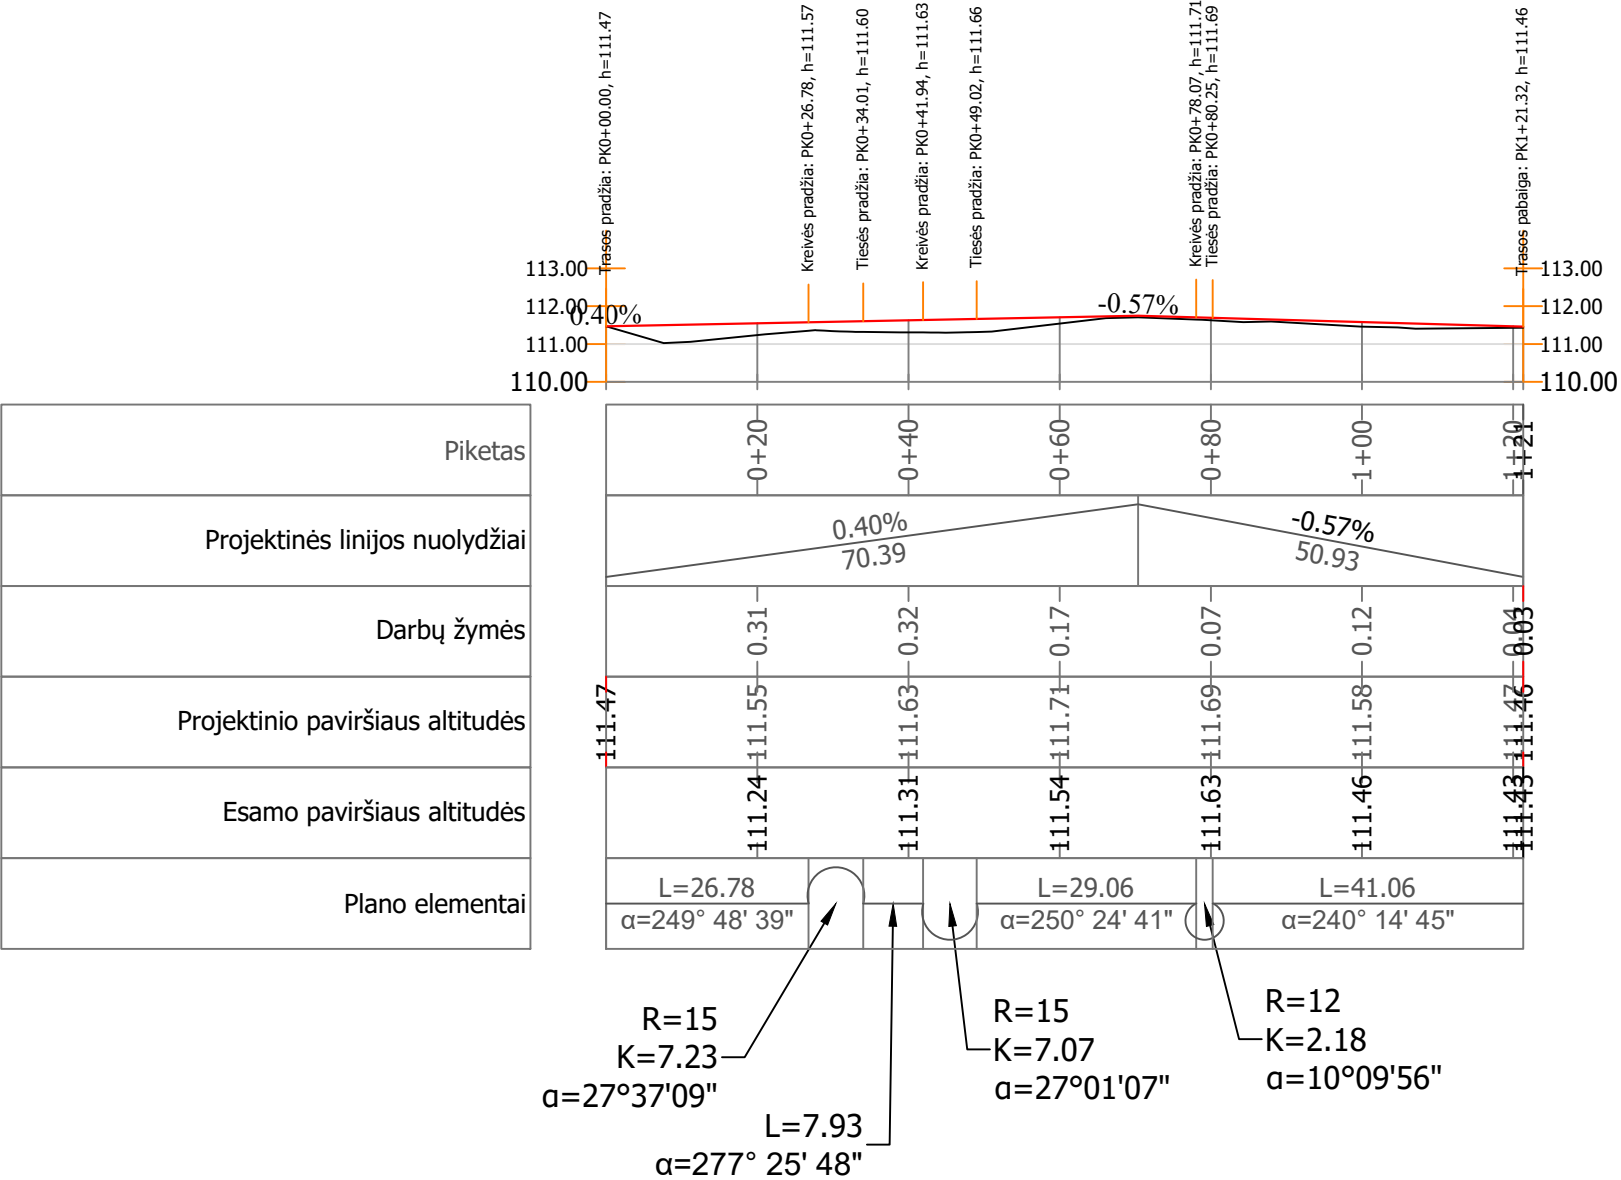 Trasos pradžia: PK0+00.00, h=111.47
Kreivės pradžia: PK0+26.78, h=111.57
Tiesės pradžia: PK0+34.01, h=111.60
Kreivės pradžia: PK0+41.94, h=111.63
Tiesės pradžia: PK0+49.02, h=111.66
Kreivės pradžia: PK0+78.07, h=111.71
Tiesės pradžia: PK0+80.25, h=111.69
Trasos pabaiga: PK1+21.32, h=111.46
113.00 113.00
112.00 112.00
0.40% -0.57%
111.00 111.00
110.00 110.00
Piketas 0+20 0+40 0+60 0+80 1+00 1+20 1+21
Projektinės linijos nuolydžiai
0.40% -0.57%
70.39 50.93
Darbų žymės 0.31 0.32 0.17 0.07 0.12 0.04 0.03
Projektinio paviršiaus altitudės 111.47 111.55 111.63 111.71 111.69 111.58 111.47 111.46
Esamo paviršiaus altitudės 111.24 111.31 111.54 111.63 111.46 111.43 111.43
Plano elementai
L=26.78 L=29.06 L=41.06
α=249° 48' 39" α=250° 24' 41" α=240° 14' 45"
R=15
K=7.23
α=27°37'09"
L=7.93
α=277° 25' 48"
R=15
K=7.07
α=27°01'07"
R=12
K=2.18
α=10°09'56"